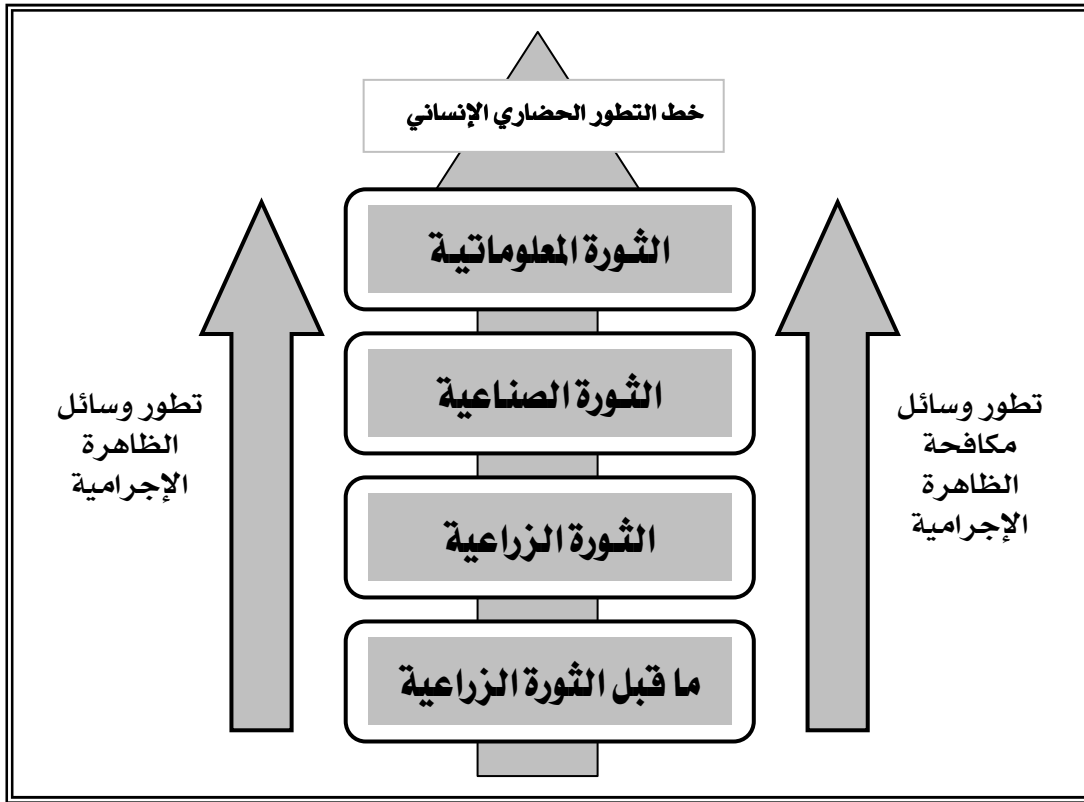 خط التطور الحضاري الإنساني
الثورة المعلوماتية
الثورة الصناعية
الثورة الزراعية
ما قبل الثورة الزراعية
تطور وسائل
مكافحة
الظاهرة
الإجرامية
تطور وسائل
الظاهرة
الإجرامية